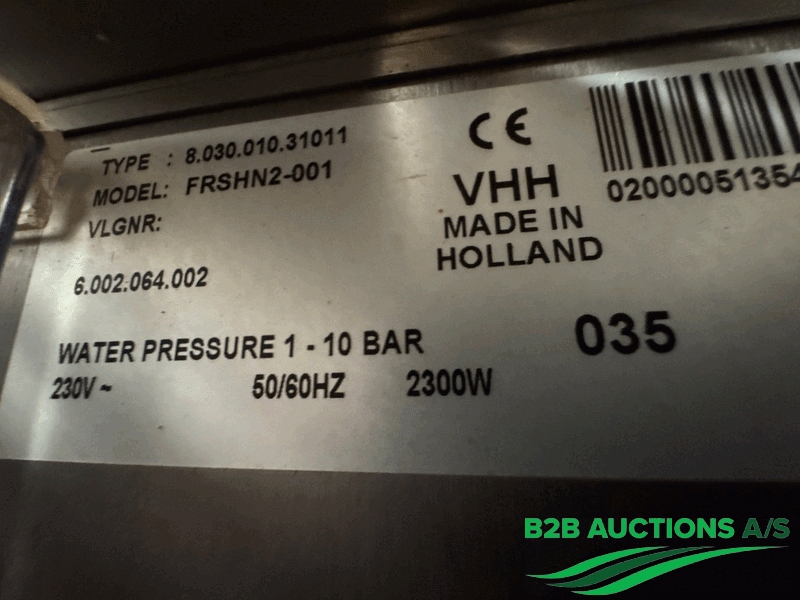 TYPE : 8.030.010.31011
MODEL: FRSHN2-001
VLGNR:
6.002.064.002
WATER PRESSURE 1 - 10 BAR
230V ~ 50/60HZ 2300W
CE
VHH
MADE IN
HOLLAND
02000051354
035
B2B AUCTIONS A/S